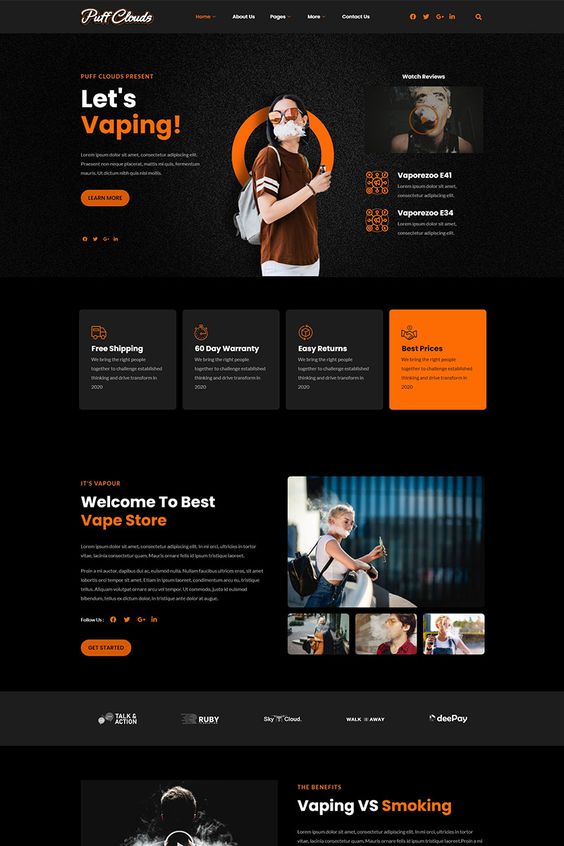 Puff Clouds
Home
About Us
Pages
More
Contact Us
PUFF CLOUDS PRESENT
Let's
Vaping!
Lorem ipsum dolor sit amet, consectetur adipiscing elit.
Praesent non neque placerat, mattis mi quis, fermentum
mauris. Ut dictum nibh quis nisl mollis.
LEARN MORE
Watch Reviews
Vaporezoo E41
Lorem ipsum dolor sit amet,
consectetur adipiscing elit.
Vaporezoo E34
Lorem ipsum dolor sit amet,
consectetur adipiscing elit.
Free Shipping
We bring the right people
together to challenge established
thinking and drive transform in
2020
60 Day Warranty
We bring the right people
together to challenge established
thinking and drive transform in
2020
Easy Returns
We bring the right people
together to challenge established
thinking and drive transform in
2020
Best Prices
We bring the right people
together to challenge established
thinking and drive transform in
2020
IT'S VAPOUR
Welcome To Best
Vape Store
Lorem ipsum dolor sit amet, consectetur adipiscing elit. In mi orci, ultricies in tortor
vitae, lacinia consectetur quam. Mauris ornare felis id ipsum tristique laoreet.
Proin a mi auctor, dapibus dui ac, euismod nulla. Nullam faucibus ultrices eros, sit amet
lobortis orci tempor sit amet. Etiam in ipsum laoreet, condimentum arcu eu, tristique.
Aliquam volutpat ornare arcu vel tempor. Ut commodo, justo id euismod
bibendum, tellus ex dictum dolor, in tristique ante dolor at augue.
Follow Us :
GET STARTED
TALK &
ACTION
RUBY
Sky Cloud.
WALK AWAY
deePay
THE BENEFITS
Vaping VS Smoking
Lorem ipsum dolor sit amet, consectetur adipiscing elit. In mi orci, ultricies in tortor
vitae, lacinia consectetur quam. Mauris ornare felis id ipsum tristique laoreet.Proin a mi